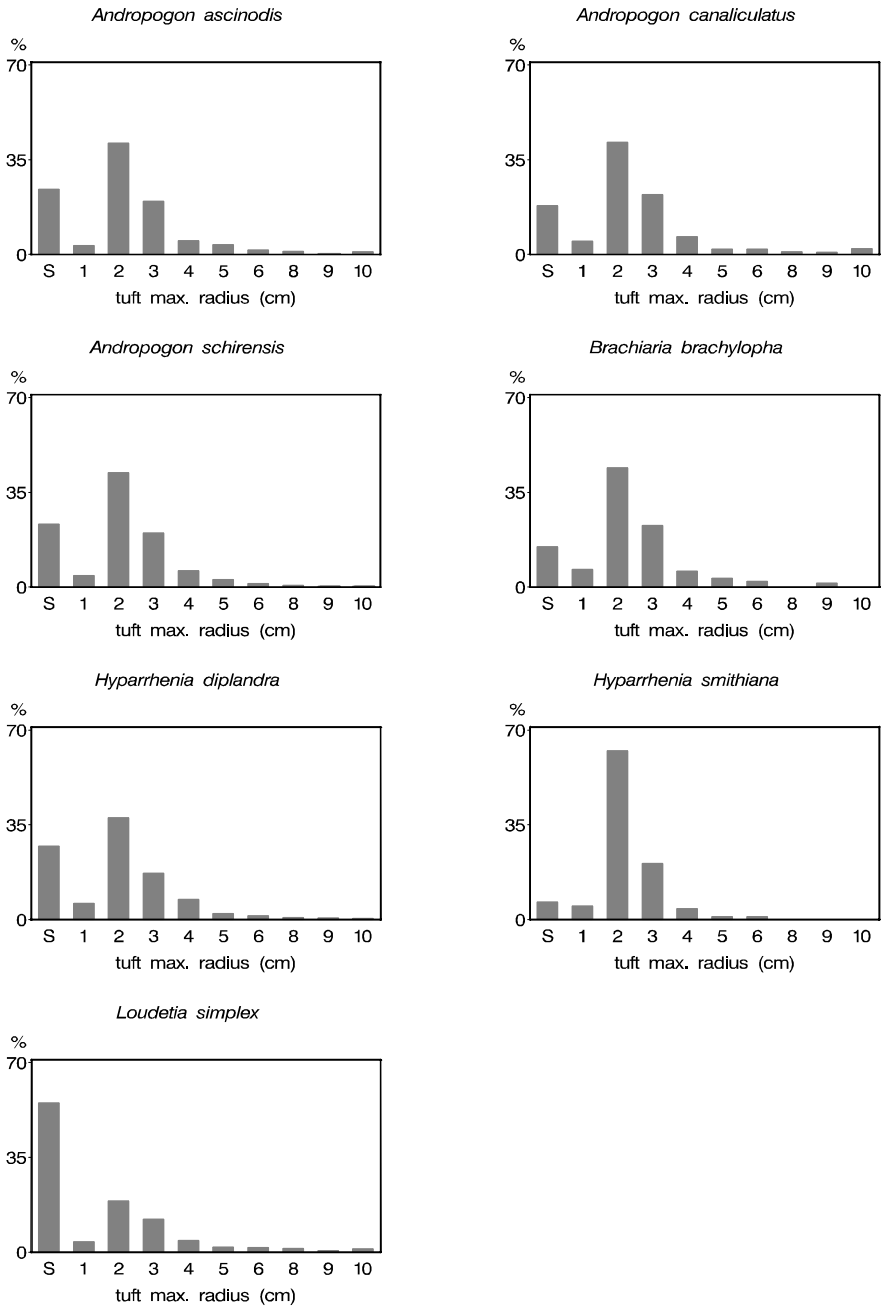 Andropogon ascinodis
%
70
35
0
S 1 2 3 4 5 6 8 9 10
tuft max. radius (cm)
Andropogon canaliculatus
%
70
35
0
S 1 2 3 4 5 6 8 9 10
tuft max. radius (cm)
Andropogon schirensis
%
70
35
0
S 1 2 3 4 5 6 8 9 10
tuft max. radius (cm)
Brachiaria brachylopha
%
70
35
0
S 1 2 3 4 5 6 8 9 10
tuft max. radius (cm)
Hyparrhenia diplandra
%
70
35
0
S 1 2 3 4 5 6 8 9 10
tuft max. radius (cm)
Hyparrhenia smithiana
%
70
35
0
S 1 2 3 4 5 6 8 9 10
tuft max. radius (cm)
Loudetia simplex
%
70
35
0
S 1 2 3 4 5 6 8 9 10
tuft max. radius (cm)